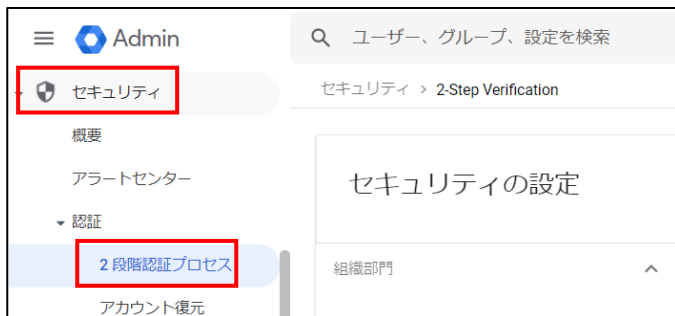 Admin
ユーザー、グループ、設定を検索
セキュリティ
セキュリティ > 2-Step Verification
概要
アラートセンター
セキュリティの設定
認証
2 段階認証プロセス
組織部門
アカウント復元